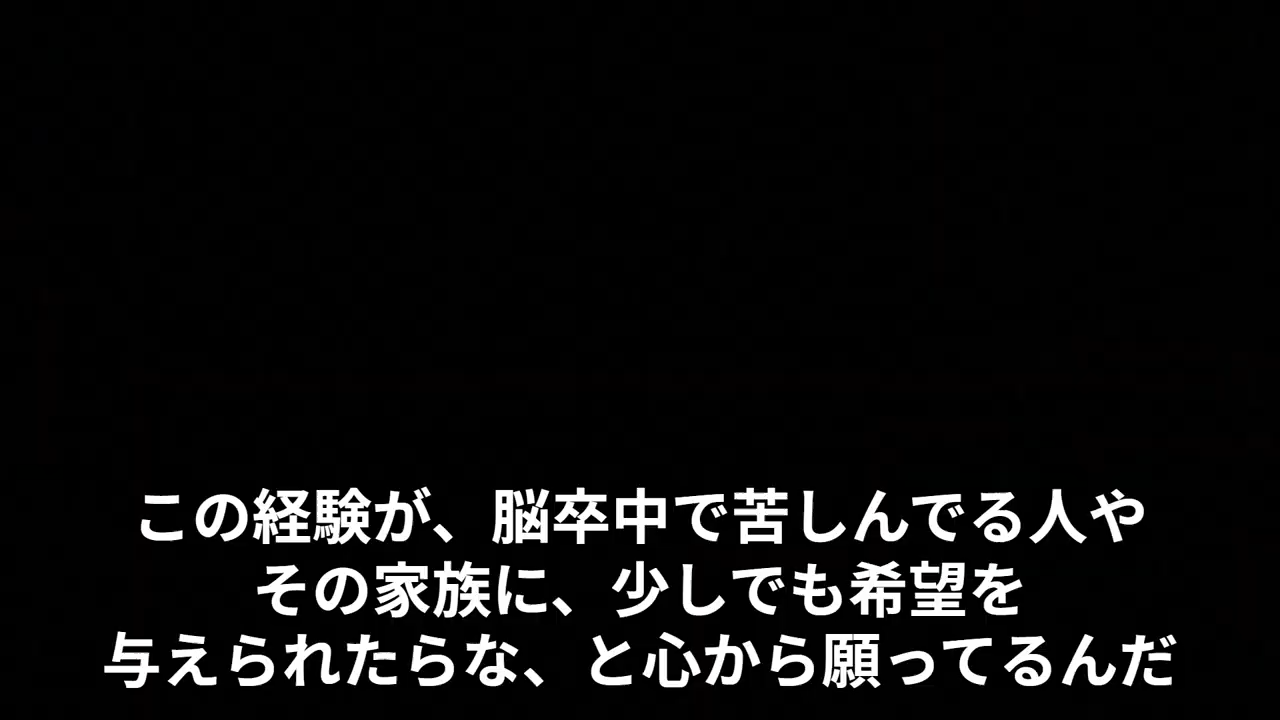 この経験が、脳卒中で苦しんでる人や
その家族に、少しでも希望を
与えられたらな、と心から願ってるんだ